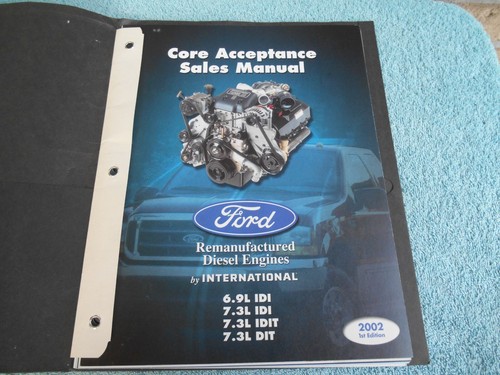 Core Acceptance
Sales Manual
Ford
Remanufactured
Diesel Engines
by INTERNATIONAL
6.9L IDI
7.3L IDI
7.3L IDIT
7.3L DIT
2002
1st Edition